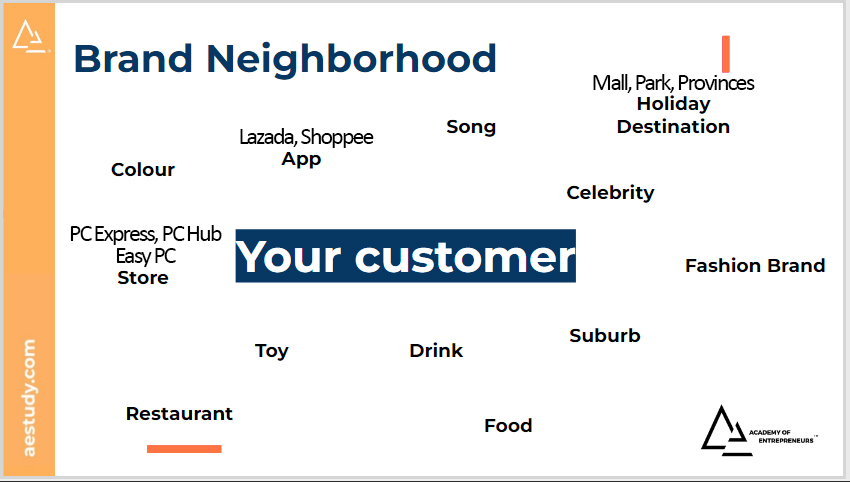 Brand Neighborhood
Mall, Park, Provinces
Holiday
Destination
Song
Lazada, Shoppee
App
Colour
Celebrity
PC Express, PC Hub
Easy PC
Store
Your customer
Fashion Brand
Suburb
Toy
Drink
Restaurant
Food
aestudy.com
ACADEMY OF
ENTREPRENEURS™